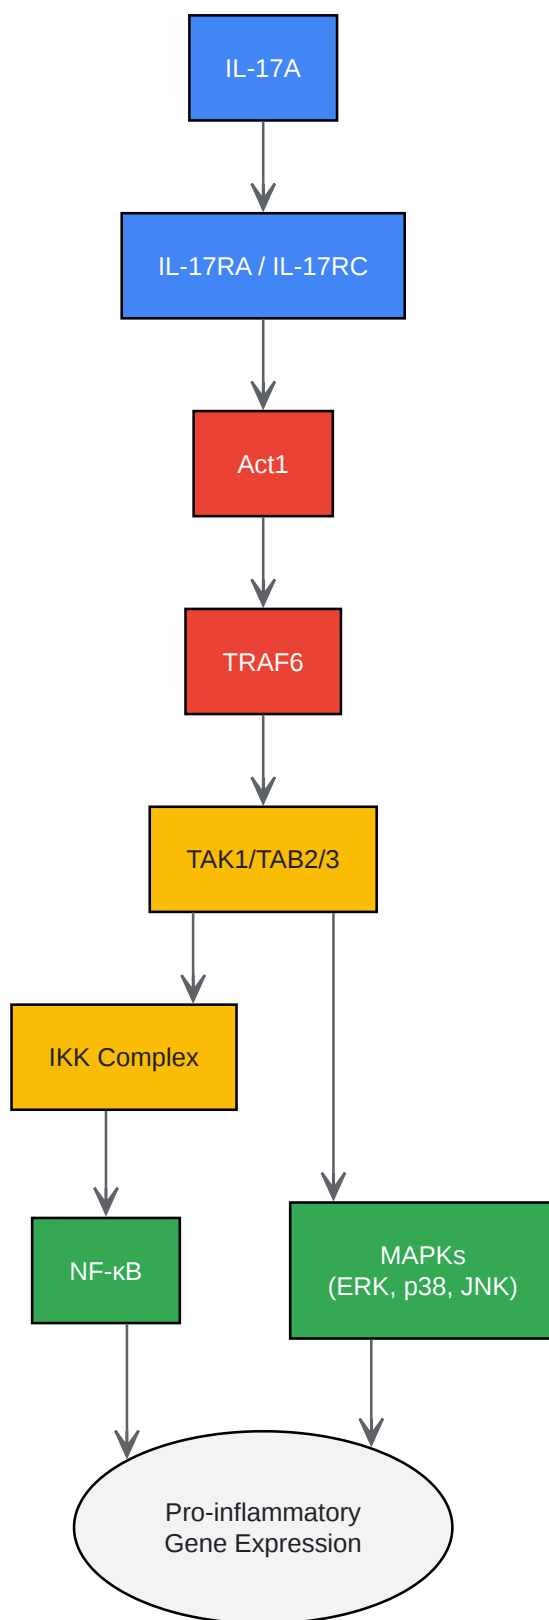 IL-17A
IL-17RA / IL-17RC
Act1
TRAF6
TAK1/TAB2/3
IKK Complex
NF-κB
MAPKs
(ERK, p38, JNK)
Pro-inflammatory
Gene Expression